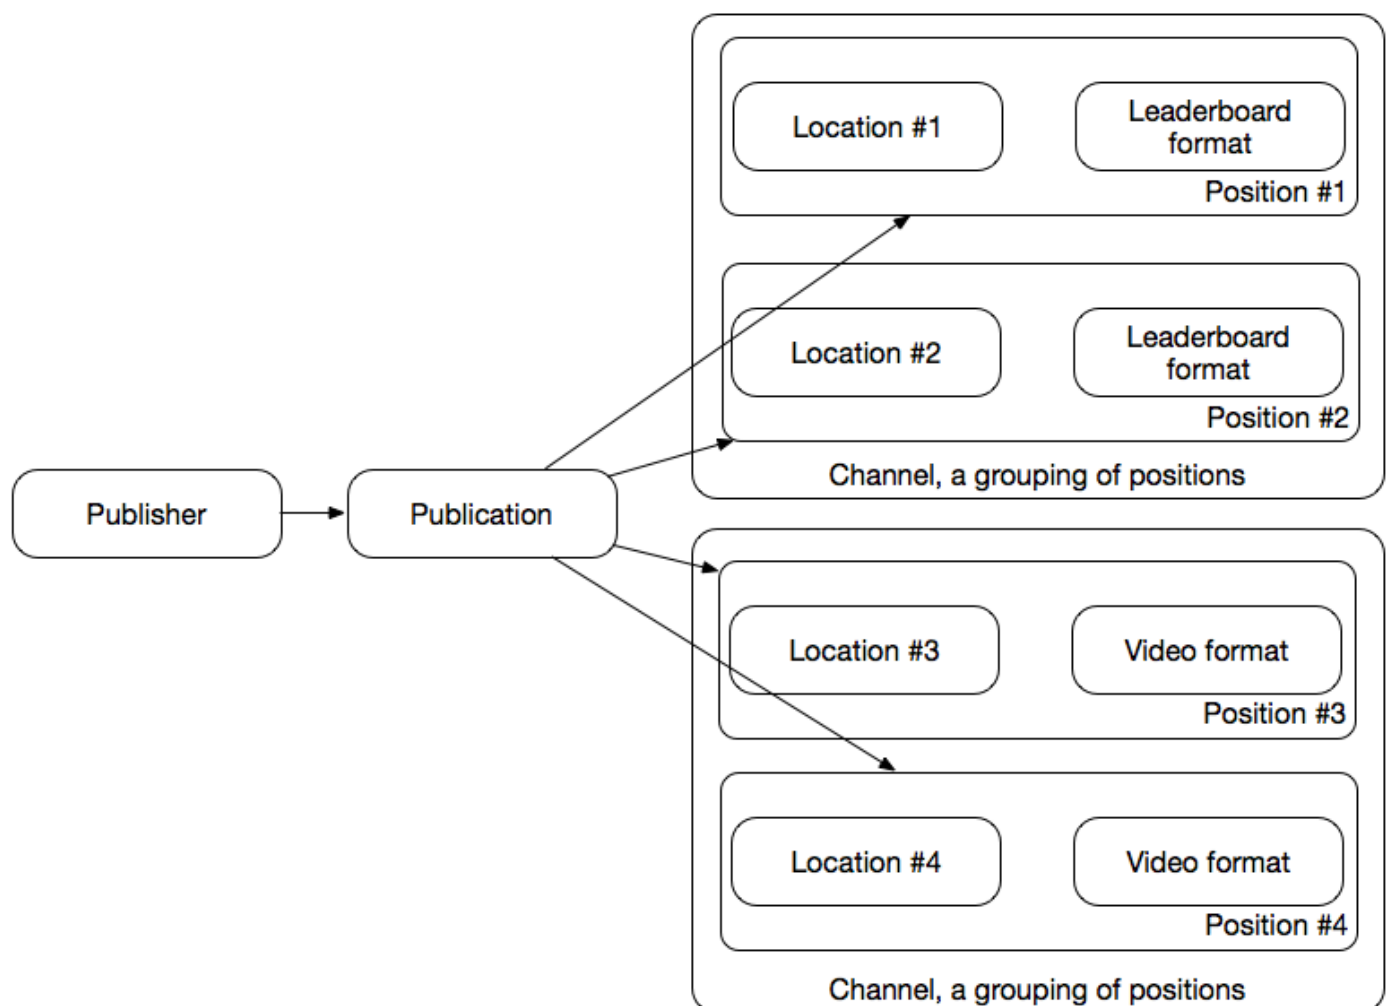 Location #1
Leaderboard
format
Position #1
Location #2
Leaderboard
format
Position #2
Channel, a grouping of positions
Publisher
Publication
Location #3
Video format
Position #3
Location #4
Video format
Position #4
Channel, a grouping of positions